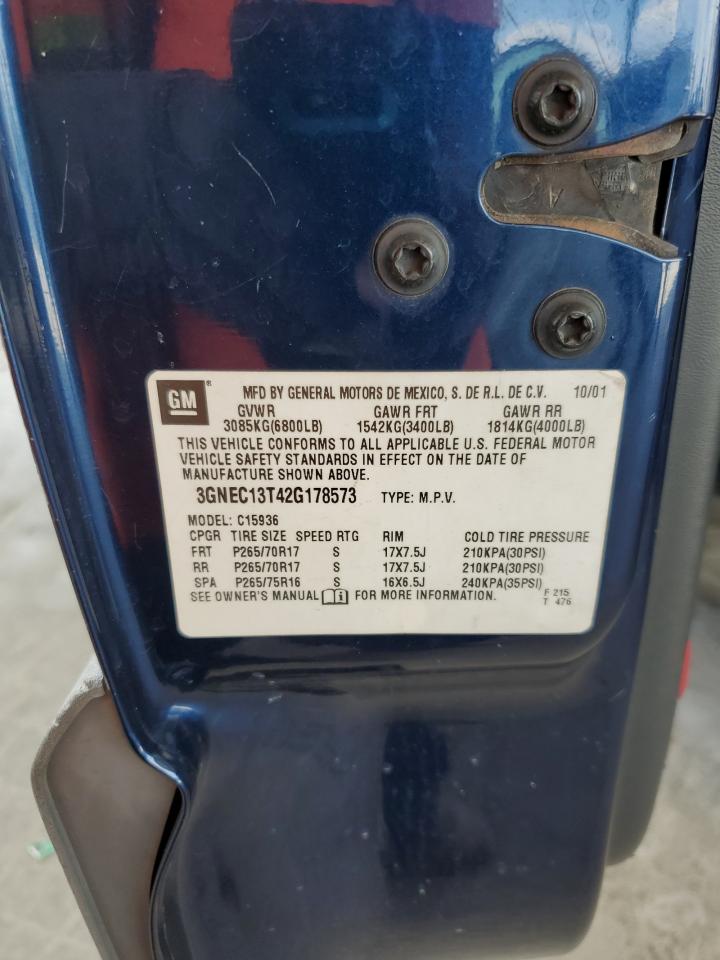 GM® MFD BY GENERAL MOTORS DE MEXICO, S. DE R.L. DE C.V. 10/01
GVWR GAWR FRT GAWR RR
3085KG(6800LB) 1542KG(3400LB) 1814KG(4000LB)
THIS VEHICLE CONFORMS TO ALL APPLICABLE U.S. FEDERAL MOTOR
VEHICLE SAFETY STANDARDS IN EFFECT ON THE DATE OF
MANUFACTURE SHOWN ABOVE.
3GNEC13T42G178573 TYPE: M.P.V.
MODEL: C15936
CPGR TIRE SIZE SPEED RTG RIM COLD TIRE PRESSURE
FRT P265/70R17 S 17X7.5J 210KPA(30PSI)
RR P265/70R17 S 17X7.5J 210KPA(30PSI)
SPA P265/75R16 S 16X6.5J 240KPA(35PSI)
SEE OWNER'S MANUAL FOR MORE INFORMATION. F 215
T 476